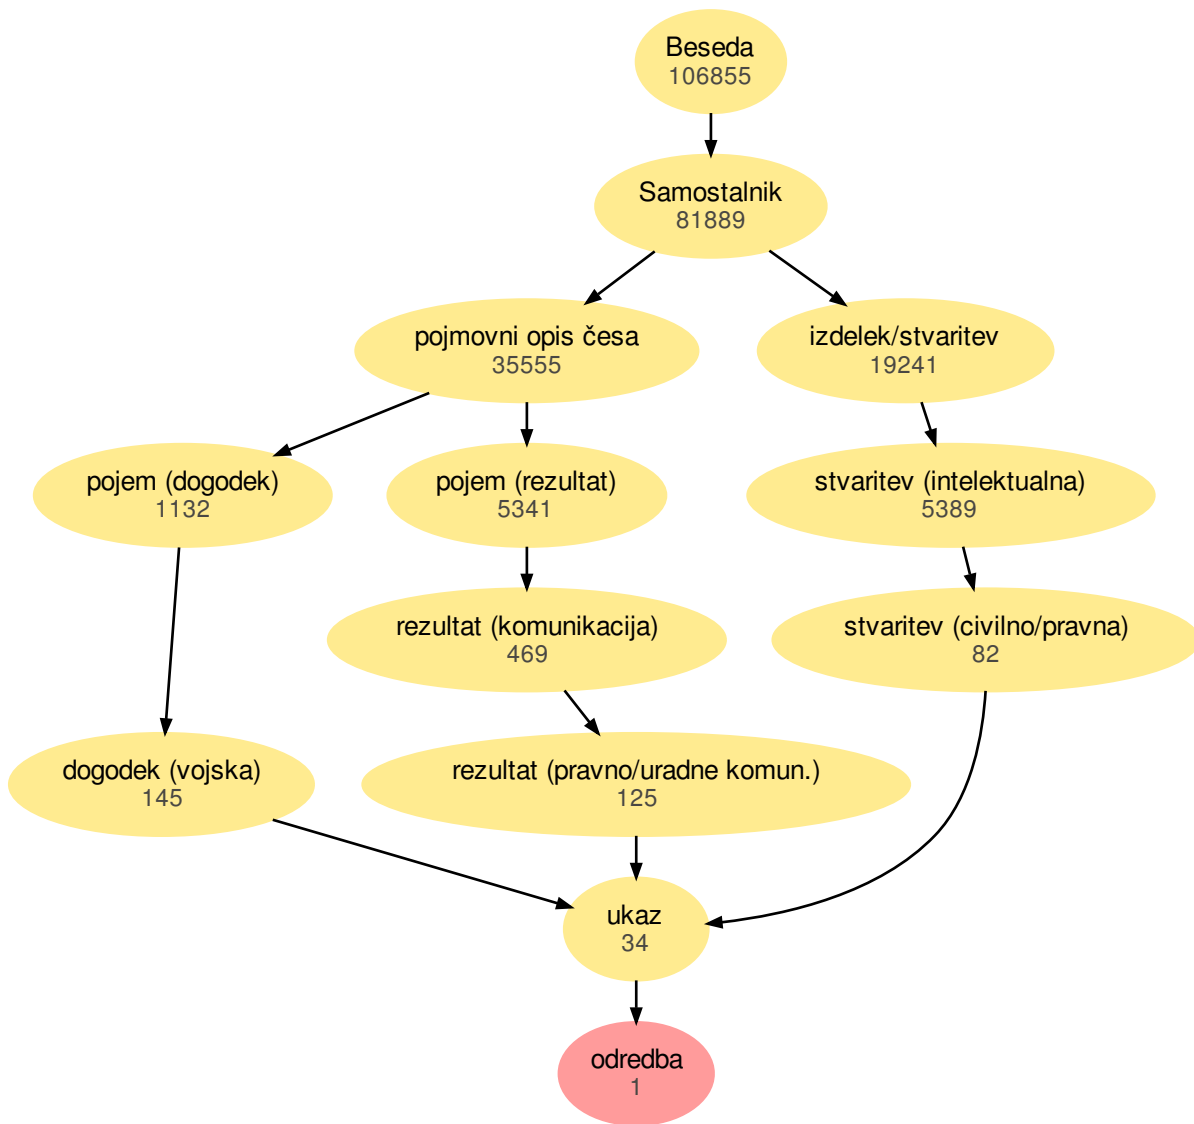 Beseda
106855
Samostalnik
81889
pojmovni opis česa
35555
izdelek/stvaritev
19241
pojem (dogodek)
1132
pojem (rezultat)
5341
stvaritev (intelektualna)
5389
rezultat (komunikacija)
469
stvaritev (civilno/pravna)
82
dogodek (vojska)
145
rezultat (pravno/uradne komun.)
125
ukaz
34
odredba
1